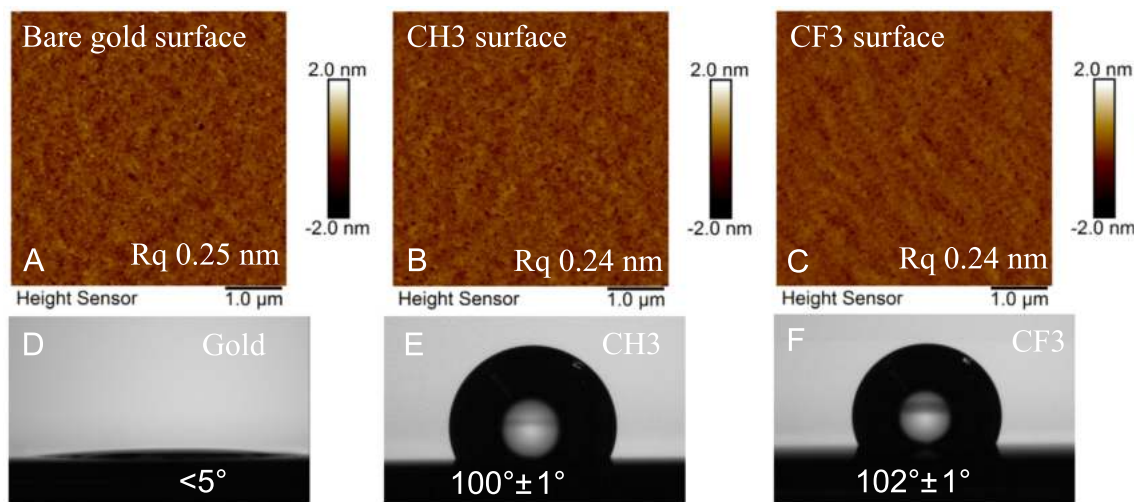 Bare gold surface
CH3 surface
CF3 surface
2.0 nm
2.0 nm
2.0 nm
-2.0 nm
-2.0 nm
-2.0 nm
A
Rq 0.25 nm
B
Rq 0.24 nm
C
Rq 0.24 nm
Height Sensor
1.0 µm
Height Sensor
1.0 µm
Height Sensor
1.0 µm
D
Gold
E
CH3
F
CF3
<5°
100°±1°
102°±1°